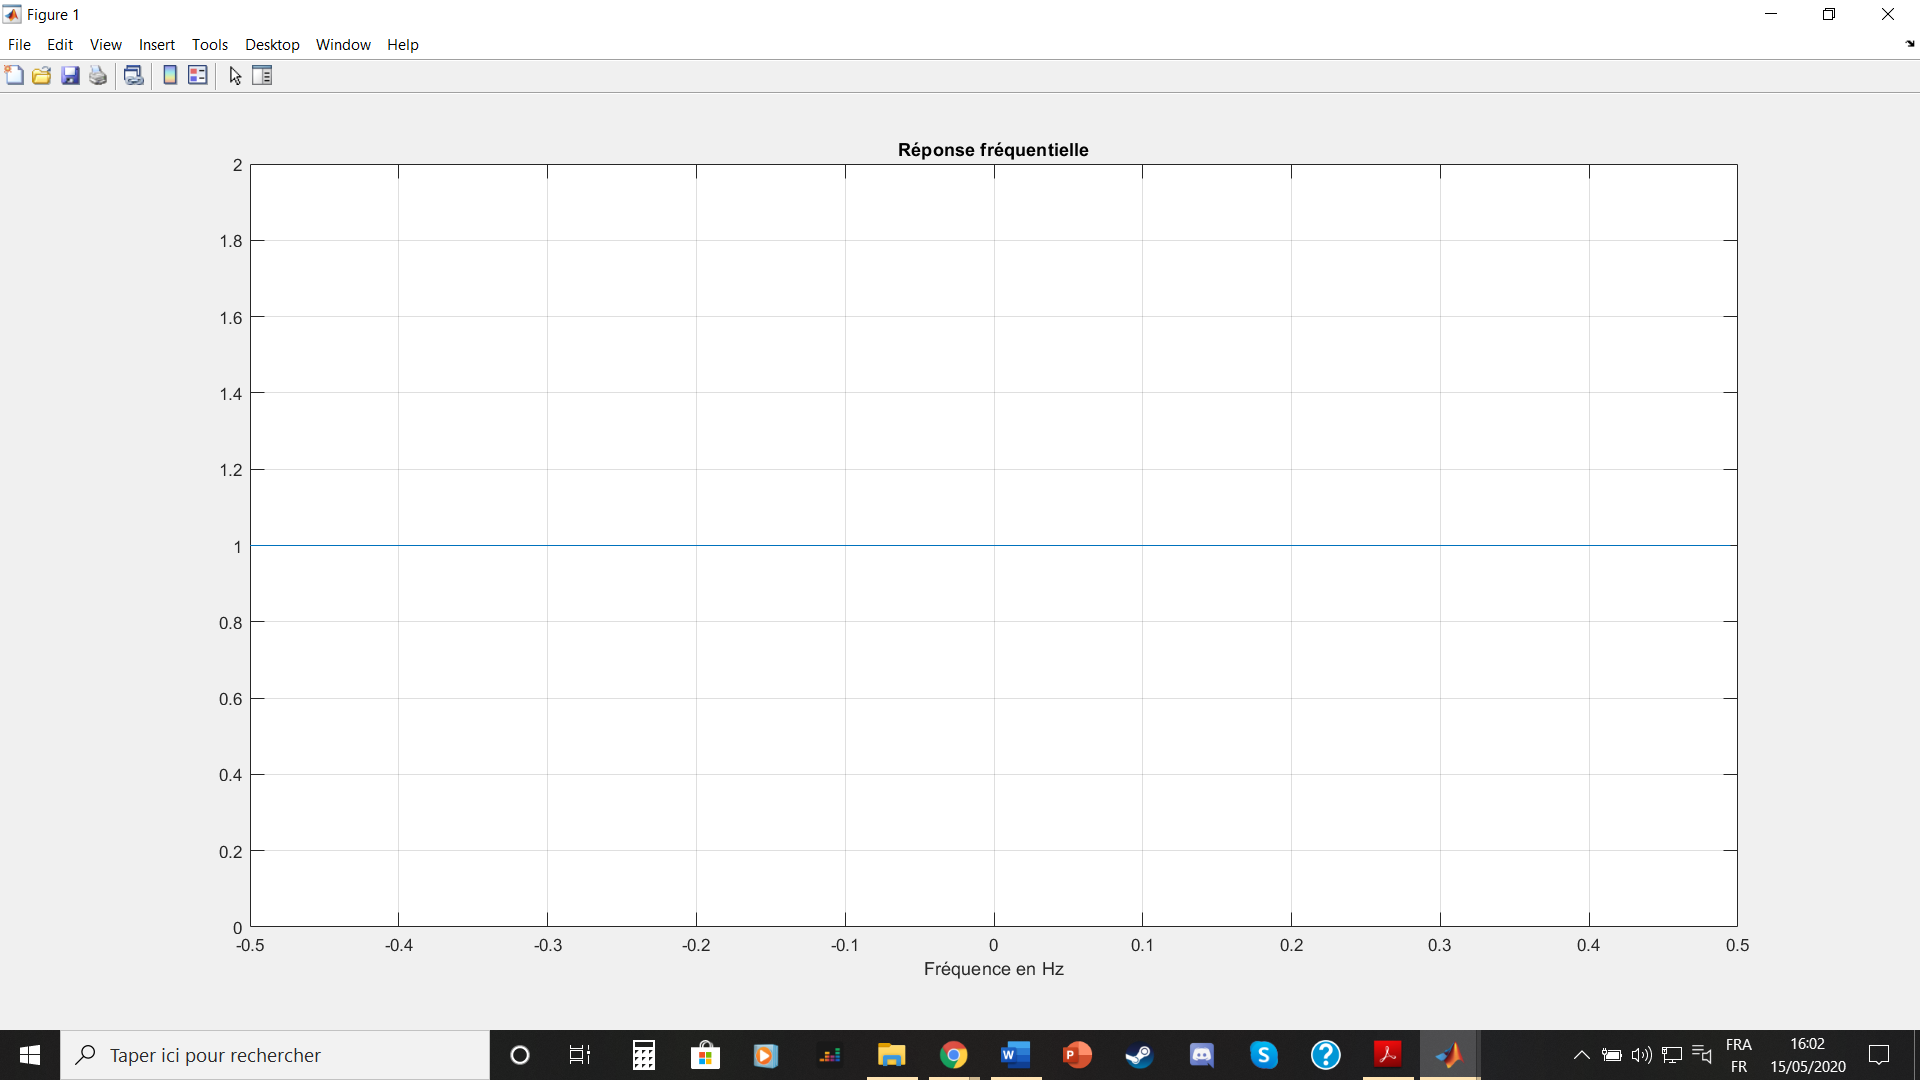 Figure 1
File Edit View Insert Tools Desktop Window Help
Réponse fréquentielle
2
1.8
1.6
1.4
1.2
1
0.8
0.6
0.4
0.2
0
-0.5 -0.4 -0.3 -0.2 -0.1 0 0.1 0.2 0.3 0.4 0.5
Fréquence en Hz
Taper ici pour rechercher
FRA
FR
16:02
15/05/2020